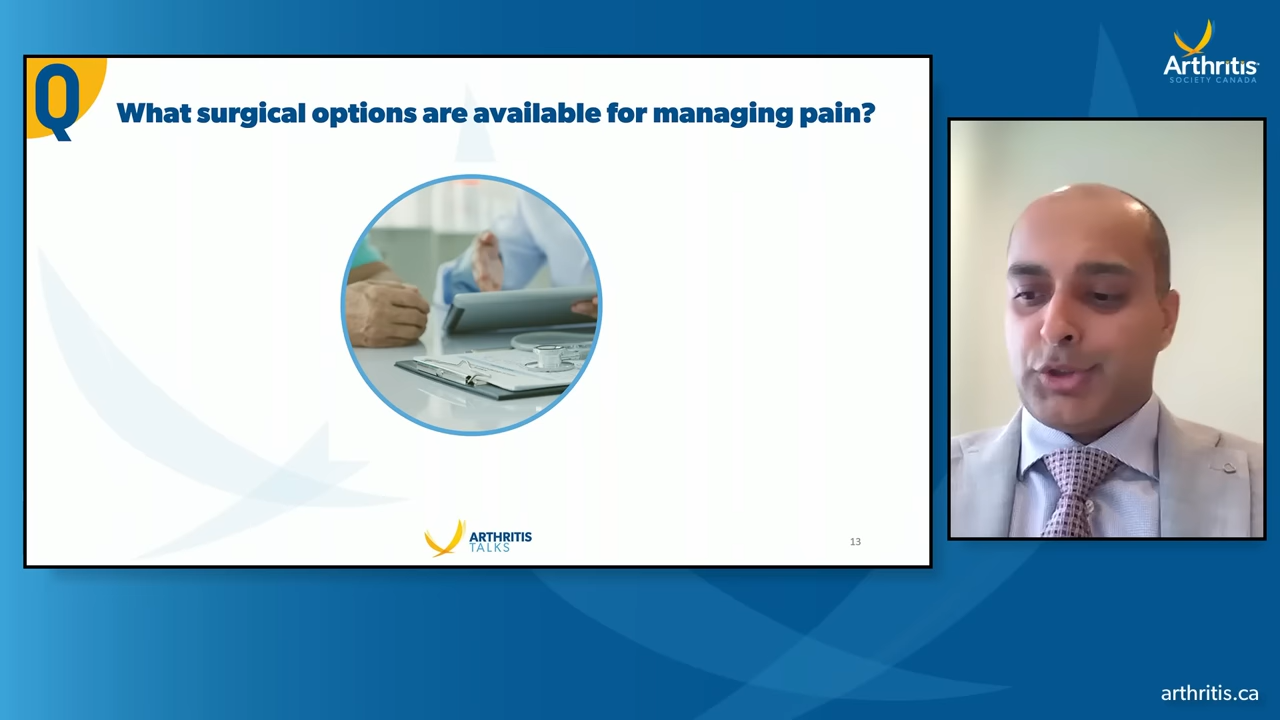 Q
What surgical options are available for managing pain?
ARTHRITIS
TALKS
13
Arthritis
SOCIETY CANADA
arthritis.ca